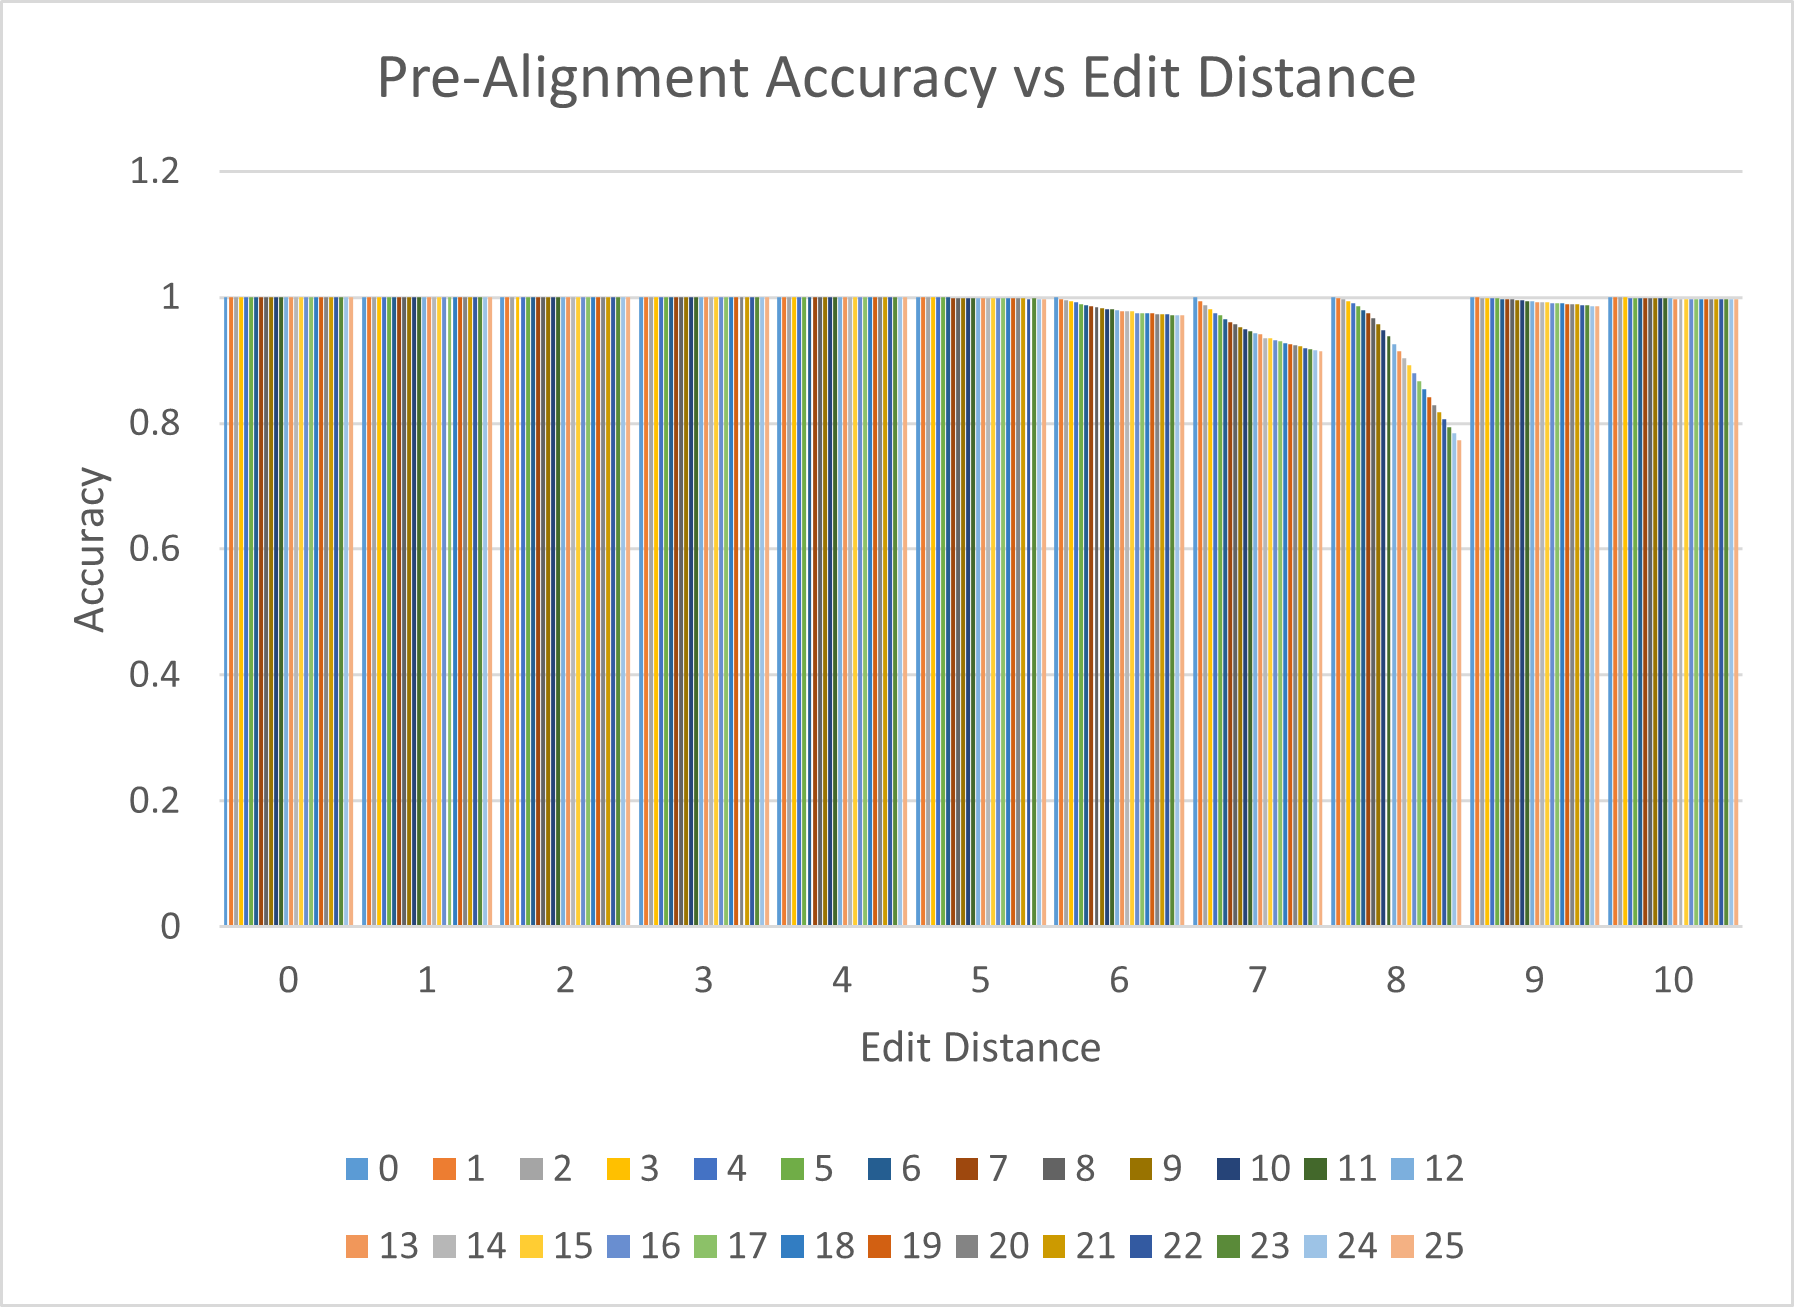 Pre-Alignment Accuracy vs Edit Distance
1.2
1
0.8
0.6
0.4
0.2
0
Accuracy
0 1 2 3 4 5 6 7 8 9 10
Edit Distance
0 1 2 3 4 5 6 7 8 9 10 11 12
13 14 15 16 17 18 19 20 21 22 23 24 25